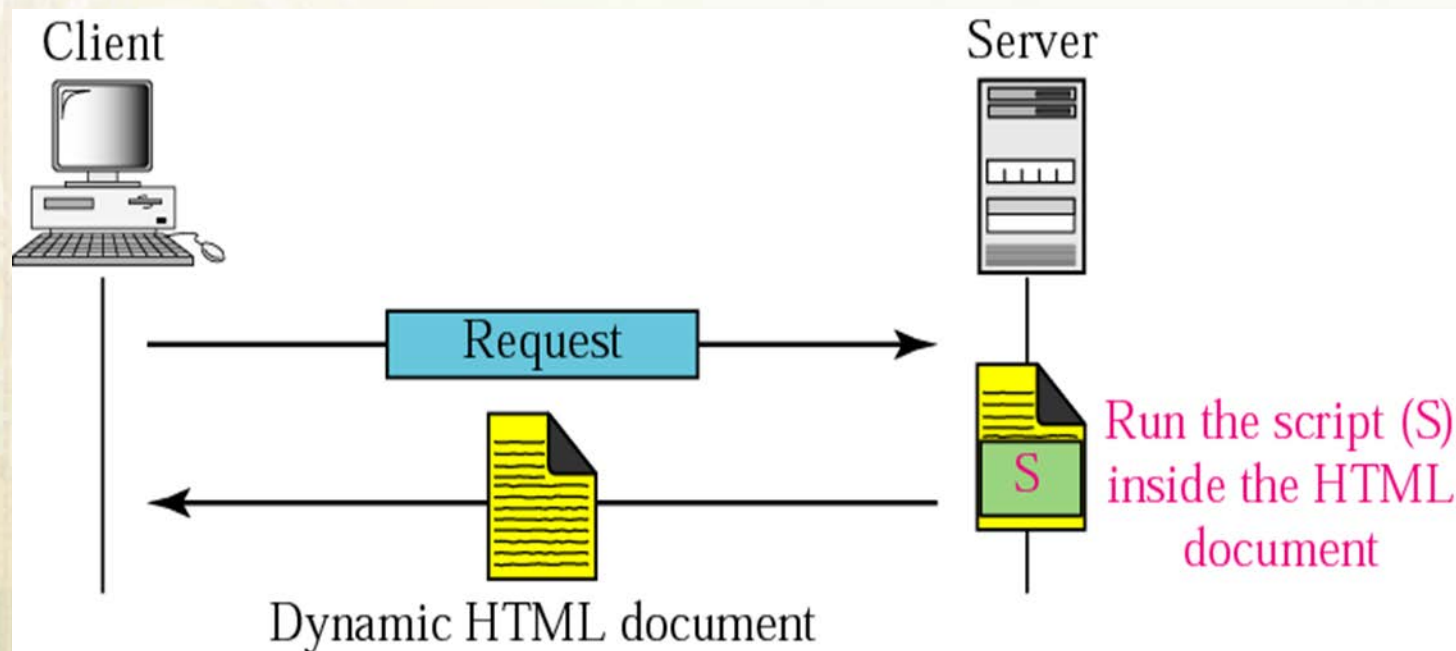 Client
Server
Request
S
Run the script (S)
inside the HTML
document
Dynamic HTML document